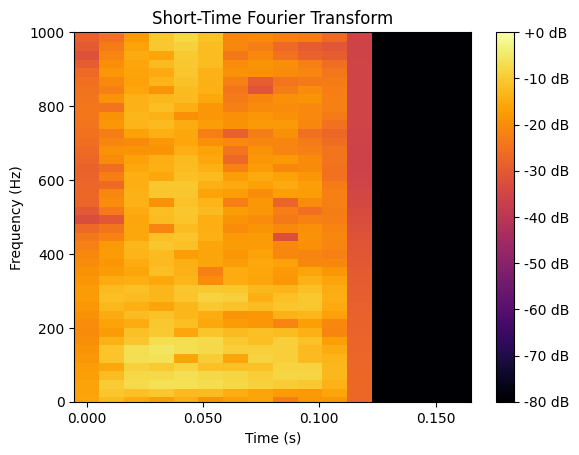 Short-Time Fourier Transform
1000
800
600
400
200
0
Frequency (Hz)
0.000
0.050
0.100
0.150
Time (s)
+0 dB
-10 dB
-20 dB
-30 dB
-40 dB
-50 dB
-60 dB
-70 dB
-80 dB